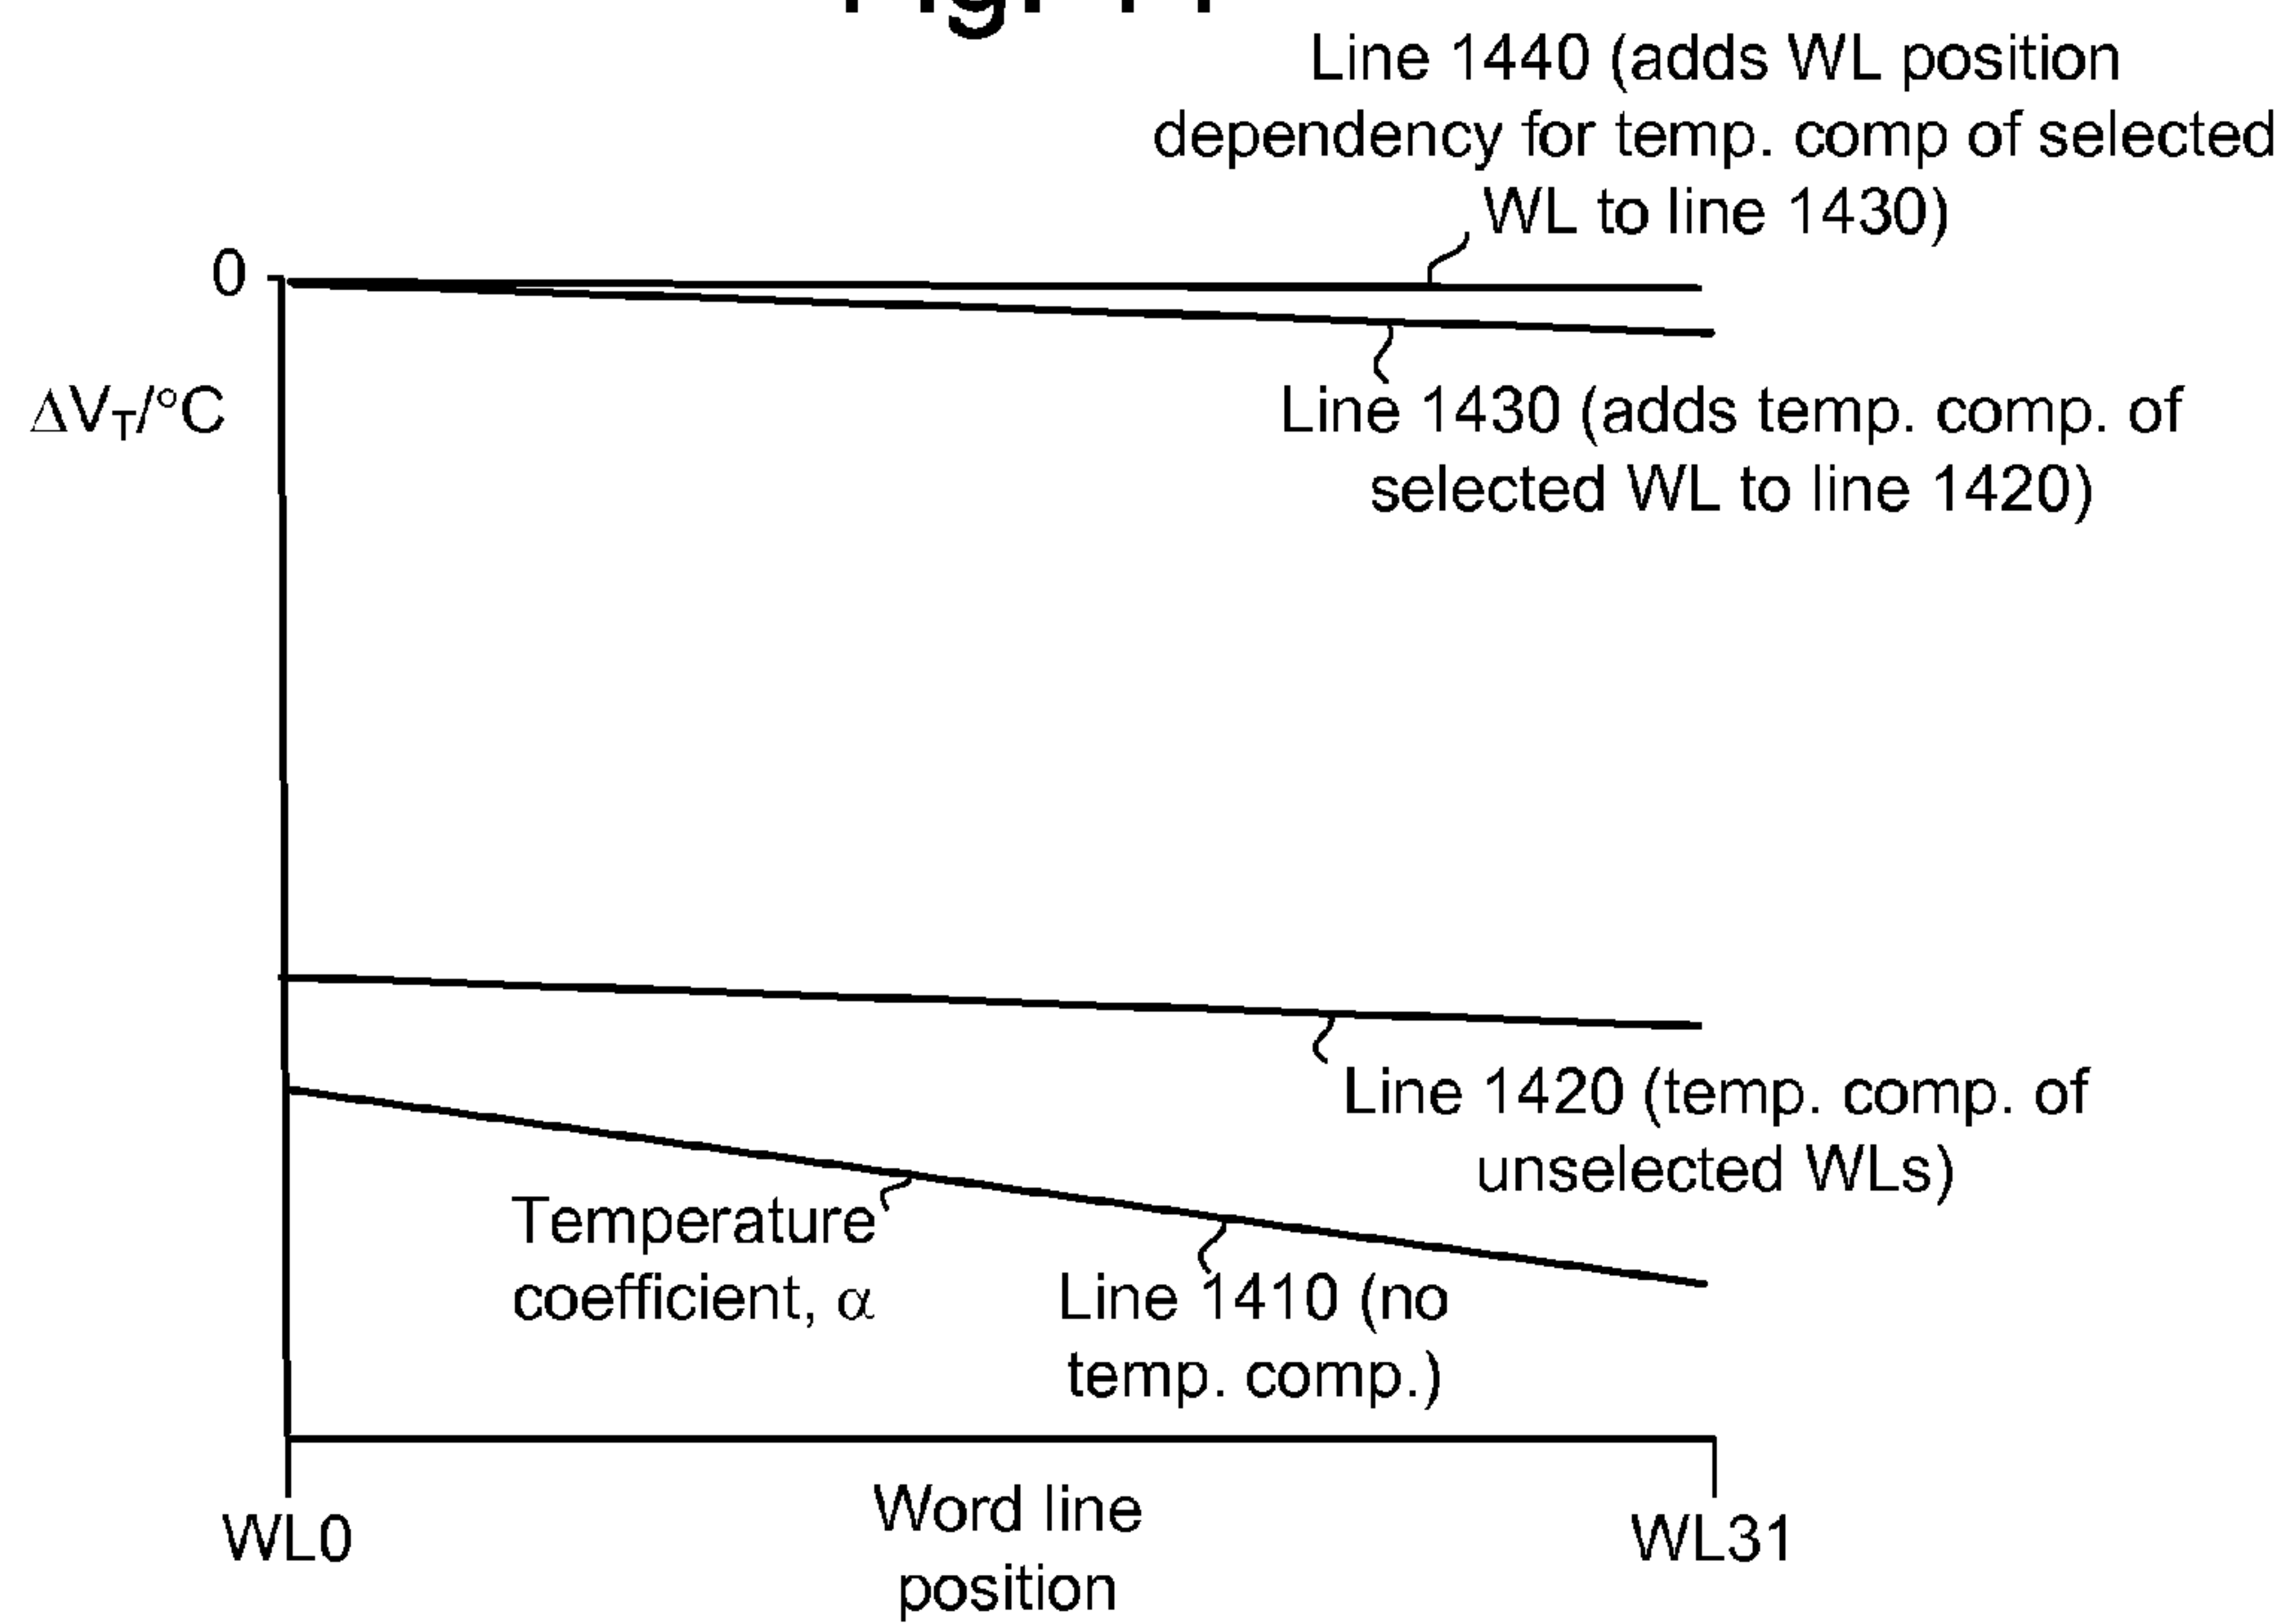 Line 1440 (adds WL position
dependency for temp. comp of selected
WL to line 1430)
0
ΔV_T/°C
Line 1430 (adds temp. comp. of
selected WL to line 1420)
Line 1420 (temp. comp. of
unselected WLs)
Temperature
coefficient, α
Line 1410 (no
temp. comp.)
WL0
Word line
position
WL31